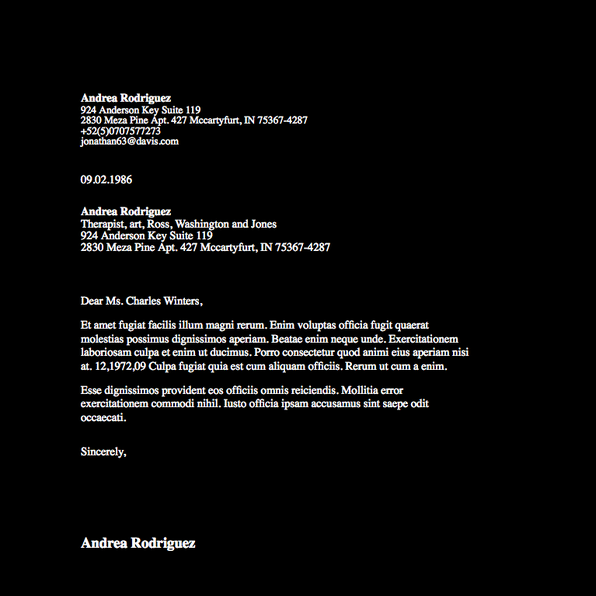 Andrea Rodriguez
924 Anderson Key Suite 119
2830 Meza Pine Apt. 427 Mccartyfurt, IN 75367-4287
+52(5)0707577273
jonathan63@davis.com
09.02.1986
Andrea Rodriguez
Therapist, art, Ross, Washington and Jones
924 Anderson Key Suite 119
2830 Meza Pine Apt. 427 Mccartyfurt, IN 75367-4287
Dear Ms. Charles Winters,
Et amet fugiat facilis illum magni rerum. Enim voluptas officia fugit quaerat
molestias possimus dignissimos aperiam. Beatae enim neque unde. Exercitationem
laboriosam culpa et enim ut ducimus. Porro consectetur quod animi eius aperiam nisi
at. 12,1972,09 Culpa fugiat quia est cum aliquam officiis. Rerum ut cum a enim.
Esse dignissimos provident eos officiis omnis reiciendis. Mollitia error
exercitationem commodi nihil. Iusto officia ipsam accusamus sint saepe odit
occaecati.
Sincerely,
Andrea Rodriguez